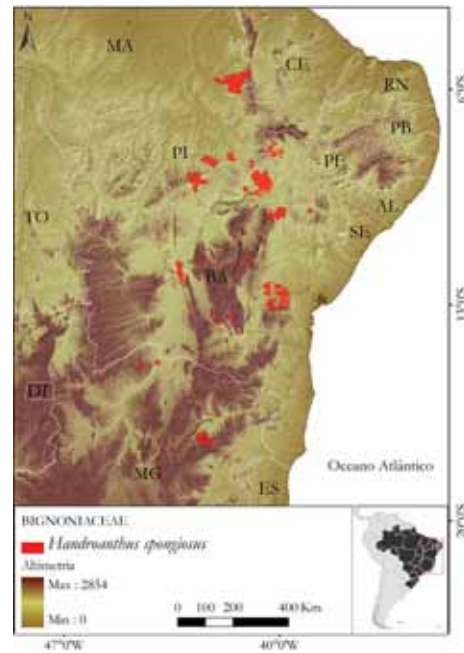 N
MA
CE
RN
PB
PI
PE
AL
TO
SE
BA
DF
MG
ES
Oceano Atlântico
BIGNONIACEAE
Handroanthus spongiosus
Altimetria
Max : 2854
Min : 0
0 100 200 400 Km
47°0'W 40°0'W